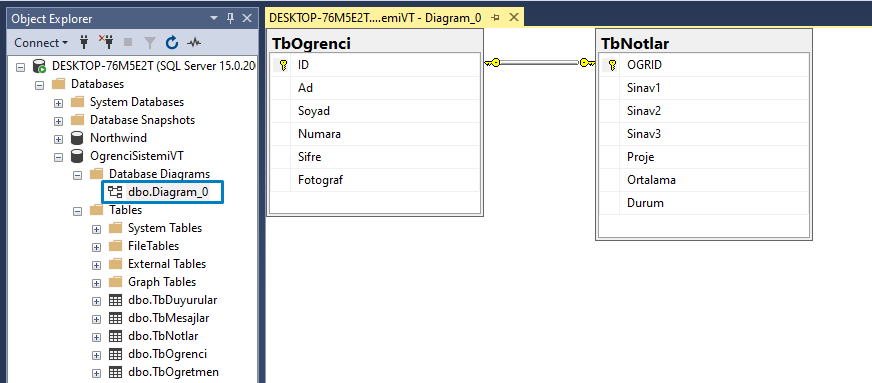 Object Explorer
Connect
DESKTOP-76M5E2T (SQL Server 15.0.20
Databases
System Databases
Database Snapshots
Northwind
OgrenciSistemiVT
Database Diagrams
dbo.Diagram_0
Tables
System Tables
FileTables
External Tables
Graph Tables
dbo.TbDuyurular
dbo.TbMesajlar
dbo.TbNotlar
dbo.TbOgrenci
dbo.TbOgretmen
DESKTOP-76M5E2T....emiVT - Diagram_0
TbOgrenci
ID
Ad
Soyad
Numara
Sifre
Fotograf
TbNotlar
OGRID
Sinav1
Sinav2
Sinav3
Proje
Ortalama
Durum